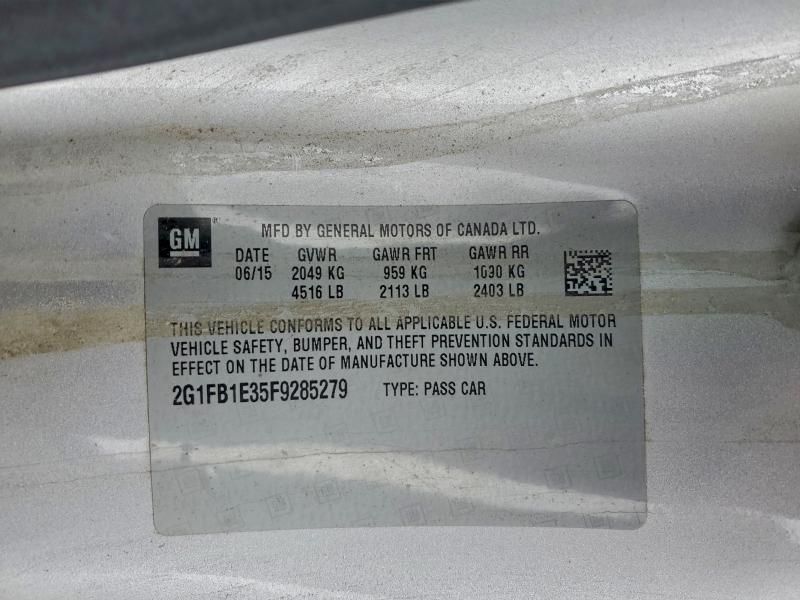 GM
MFD BY GENERAL MOTORS OF CANADA LTD.
DATE GVWR GAWR FRT GAWR RR
06/15 2049 KG 959 KG 1090 KG
4516 LB 2113 LB 2403 LB
THIS VEHICLE CONFORMS TO ALL APPLICABLE U.S. FEDERAL MOTOR
VEHICLE SAFETY, BUMPER, AND THEFT PREVENTION STANDARDS IN
EFFECT ON THE DATE OF MANUFACTURE SHOWN ABOVE.
2G1FB1E35F9285279 TYPE: PASS CAR